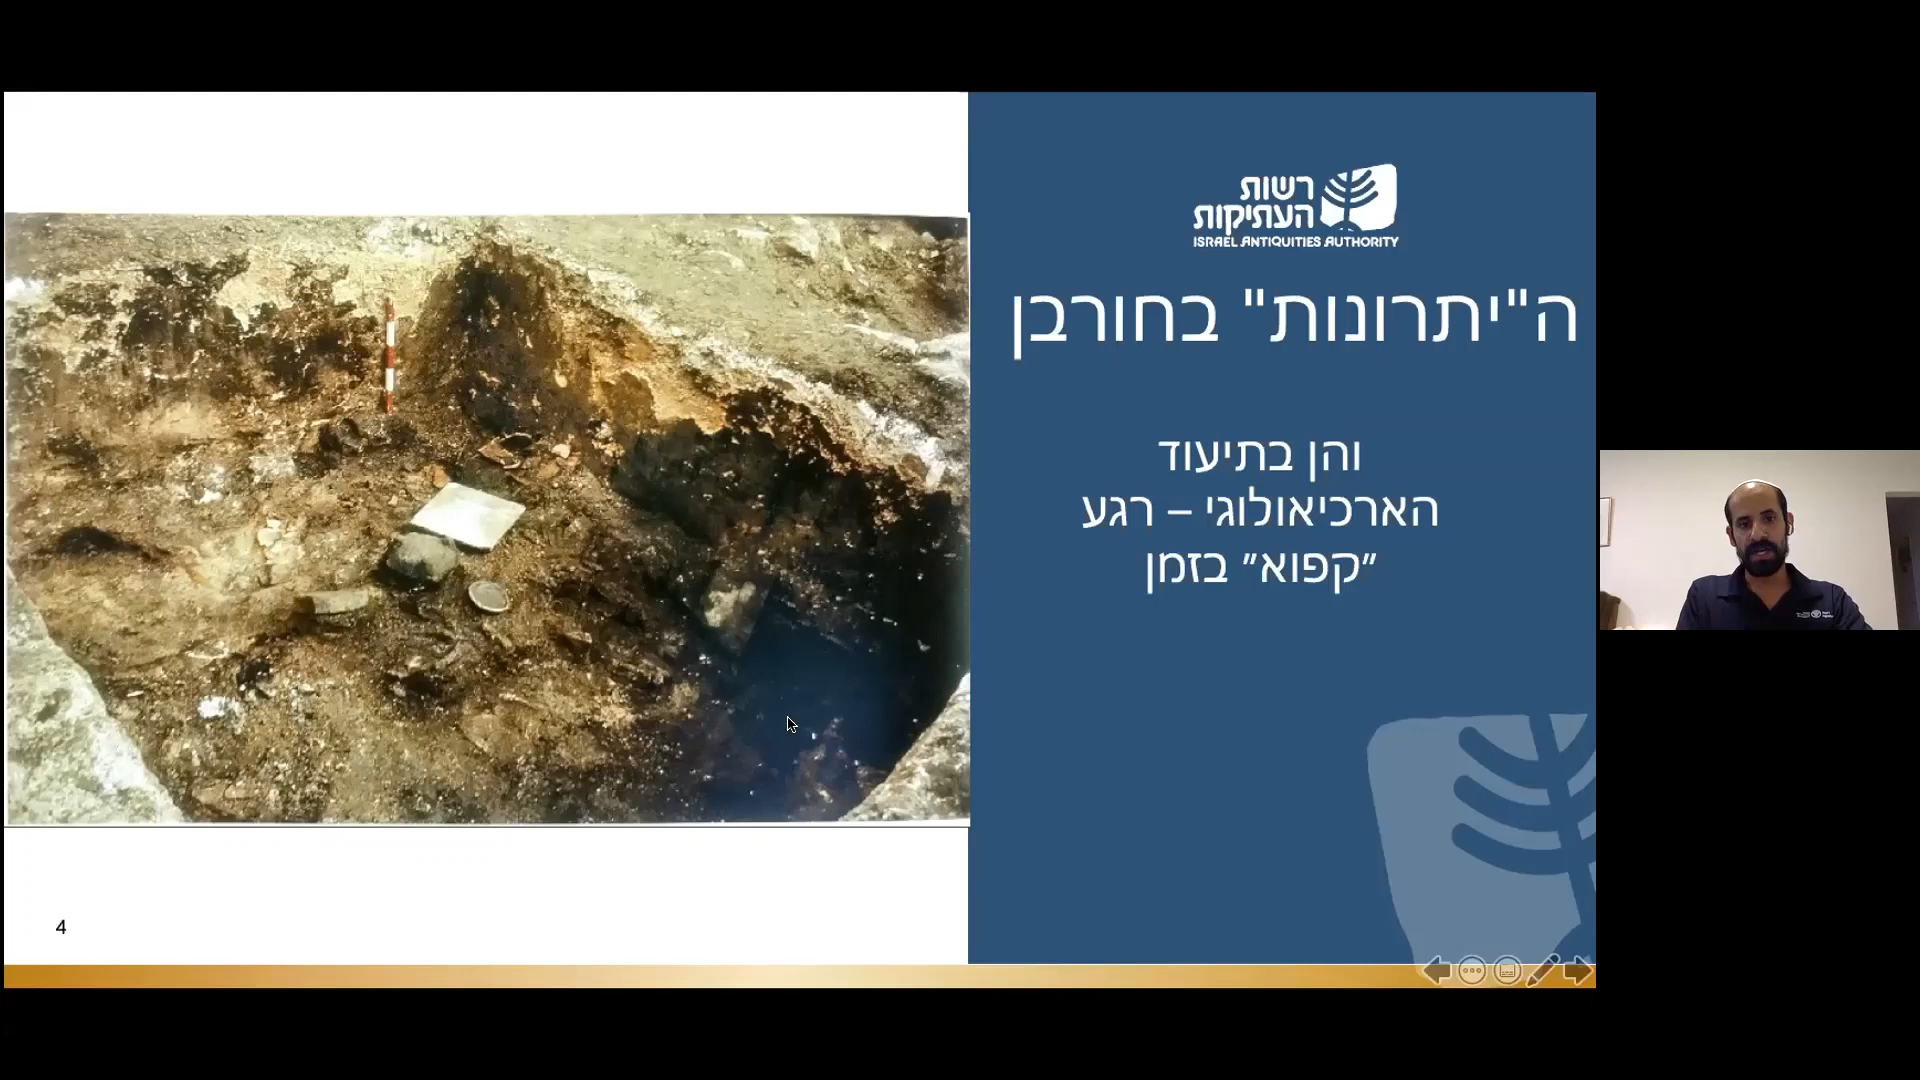 רשות
העתיקות
ISRAEL ANTIQUITIES AUTHORITY
ה"יתרונות" בחורבן
והן בתיעוד
הארכיאולוגי – רגע
״קפוא״ בזמן
4